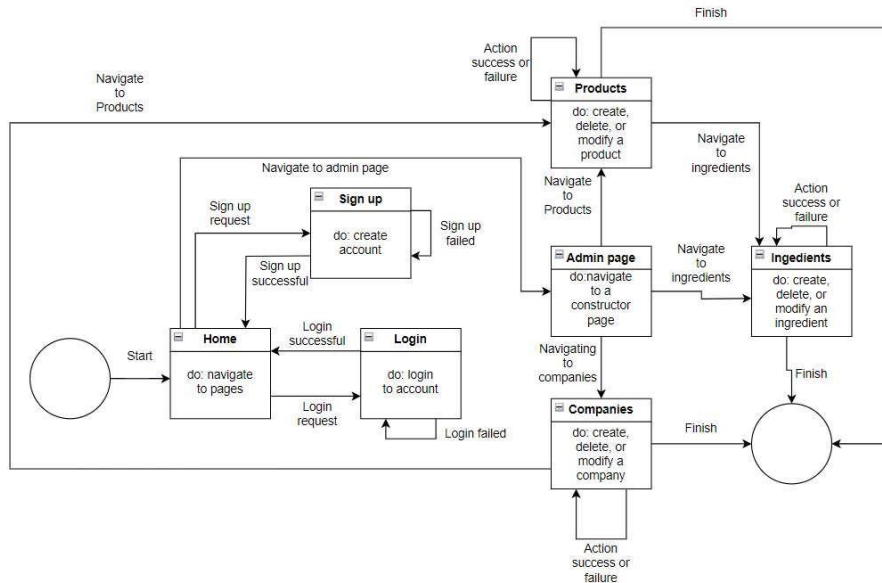 Finish
Action
success or
failure
Navigate
to
Products
Products
do: create,
delete, or
modify a
product
Navigate
to
ingredients
Navigate to admin page
Sign up
request
Sign up
do: create
account
Sign up
failed
Sign up
successful
Navigate
to
Products
Admin page
do:navigate
to a
constructor
page
Navigate
to
ingredients
Action
success or
failure
Ingedients
do: create,
delete, or
modify an
ingredient
Start
Home
do: navigate
to pages
Login
successful
Login
do: login
to account
Login
request
Login failed
Navigating
to
companies
Companies
do: create,
delete, or
modify a
company
Finish
Finish
Action
success or
failure